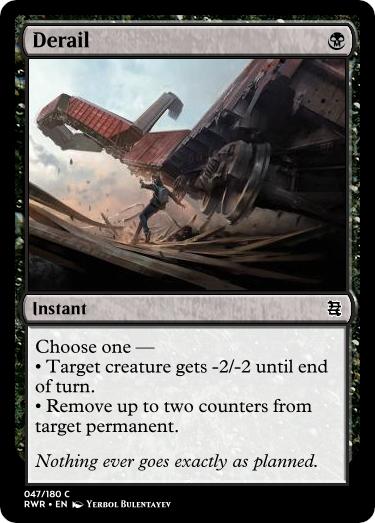 Derail
Instant
Choose one —
• Target creature gets -2/-2 until end
of turn.
• Remove up to two counters from
target permanent.
Nothing ever goes exactly as planned.
047/180 C
RWR • EN Yerbol Bulentayev